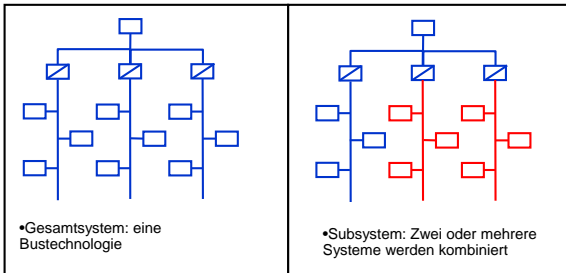 •Gesamtsystem: eine
Bustechnologie
•Subsystem: Zwei oder mehrere
Systeme werden kombiniert